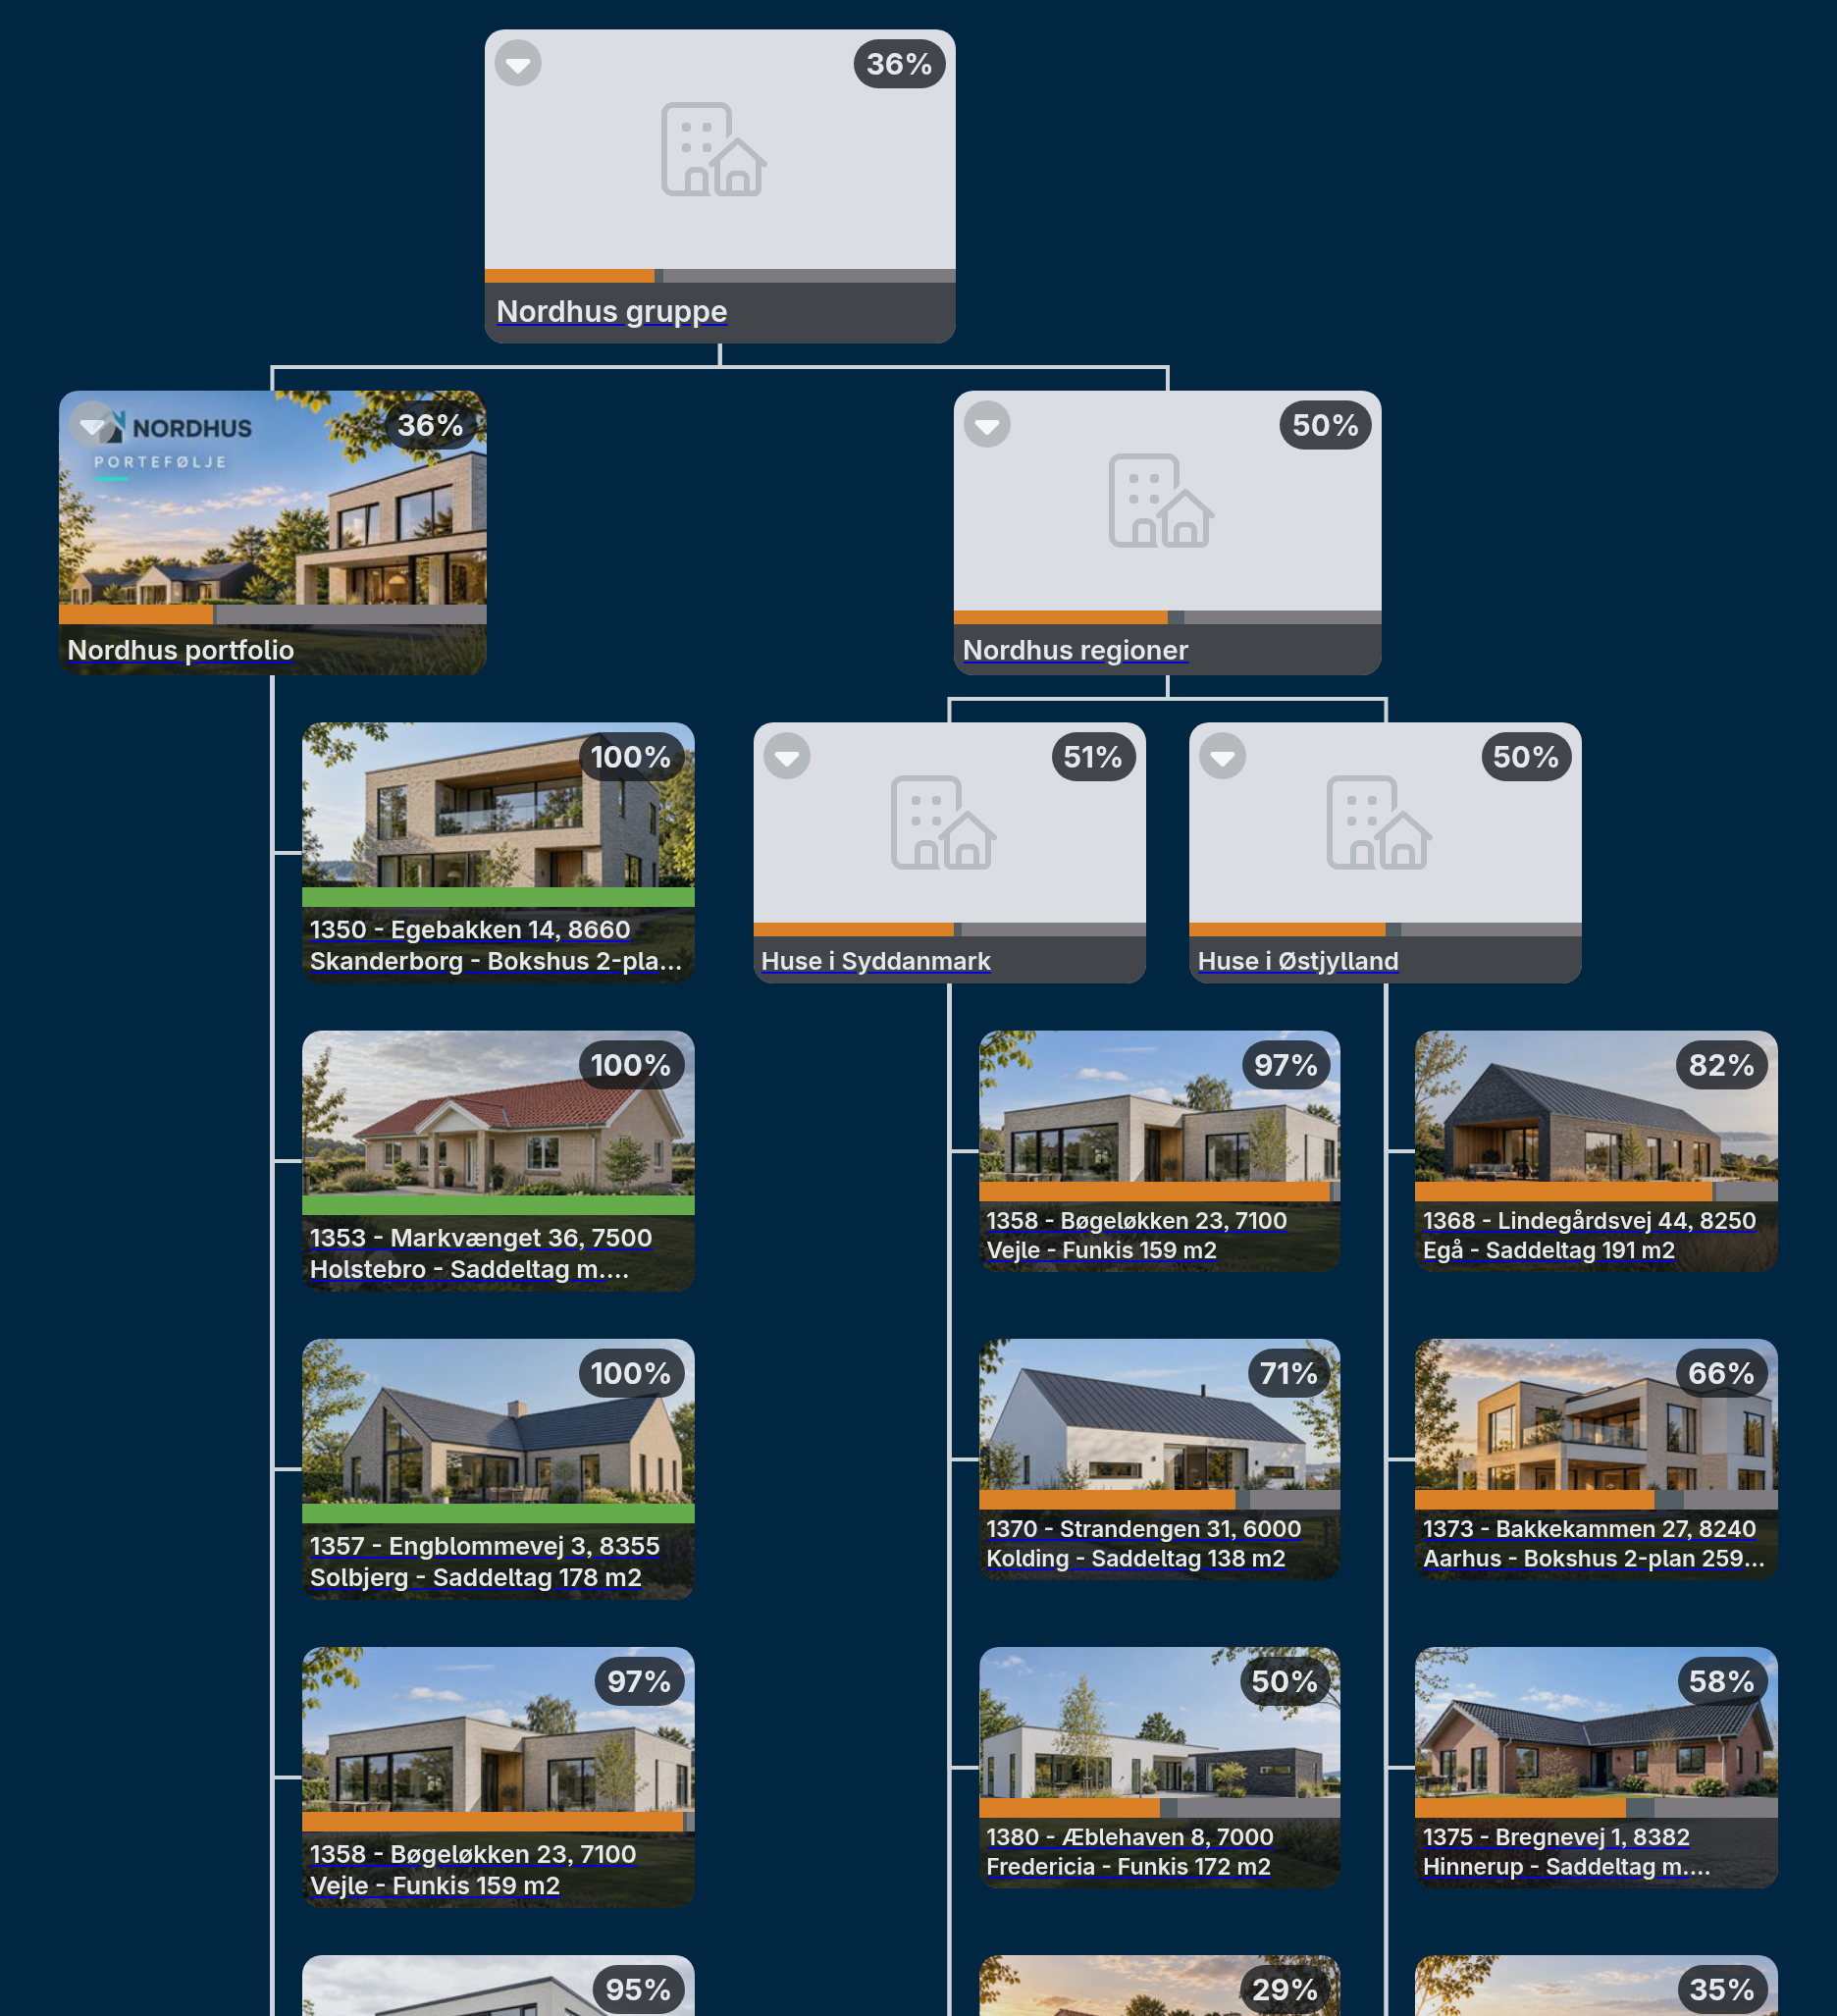 36%
Nordhus gruppe
NORDHUS
PORTEFØLJE
36%
Nordhus portfolio
50%
Nordhus regioner
100%
1350 - Egebakken 14, 8660
Skanderborg - Bokshus 2-pla...
51%
Huse i Syddanmark
50%
Huse i Østjylland
100%
1353 - Markvænget 36, 7500
Holstebro - Saddeltag m....
97%
1358 - Bøgeløkken 23, 7100
Vejle - Funkis 159 m2
82%
1368 - Lindegårdsvej 44, 8250
Egå - Saddeltag 191 m2
100%
1357 - Engblommevej 3, 8355
Solbjerg - Saddeltag 178 m2
71%
1370 - Strandengen 31, 6000
Kolding - Saddeltag 138 m2
66%
1373 - Bakkekammen 27, 8240
Aarhus - Bokshus 2-plan 259...
97%
1358 - Bøgeløkken 23, 7100
Vejle - Funkis 159 m2
50%
1380 - Æblehaven 8, 7000
Fredericia - Funkis 172 m2
58%
1375 - Bregnevej 1, 8382
Hinnerup - Saddeltag m....
95%
29%
35%